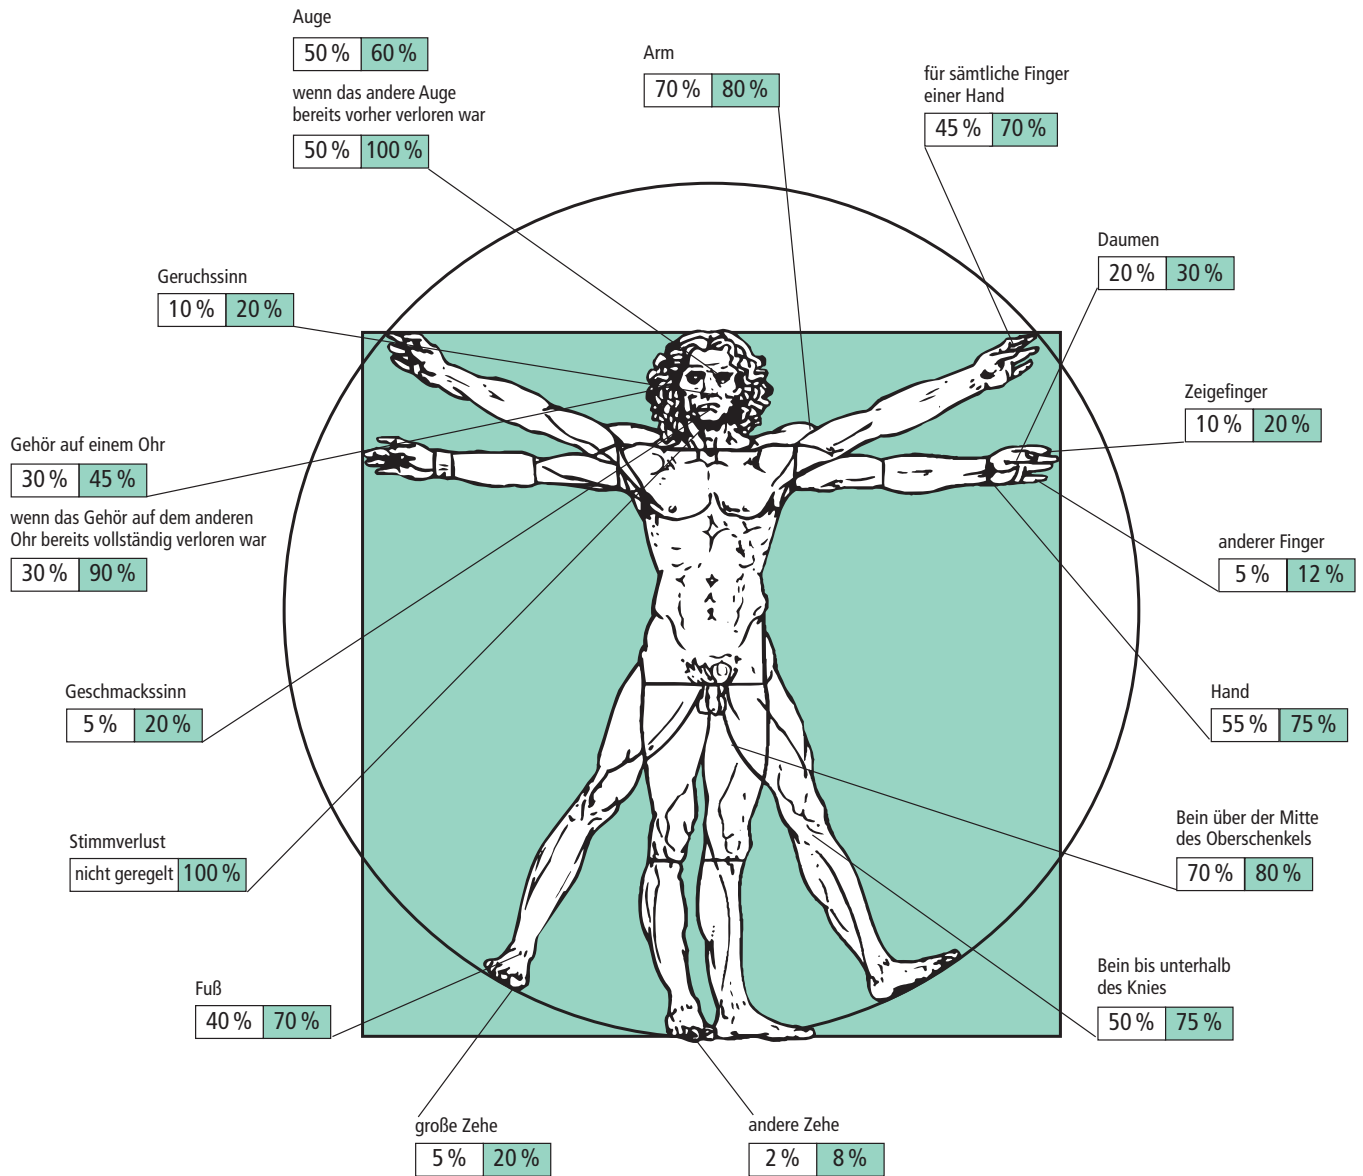 Auge
50 % 60 %
wenn das andere Auge
bereits vorher verloren war
50 % 100 %
Arm
70 % 80 %
für sämtliche Finger
einer Hand
45 % 70 %
Daumen
20 % 30 %
Geruchssinn
10 % 20 %
Zeigefinger
10 % 20 %
Gehör auf einem Ohr
30 % 45 %
wenn das Gehör auf dem anderen
Ohr bereits vollständig verloren war
30 % 90 %
anderer Finger
5 % 12 %
Geschmackssinn
5 % 20 %
Hand
55 % 75 %
Stimmverlust
nicht geregelt 100 %
Bein über der Mitte
des Oberschenkels
70 % 80 %
Fuß
40 % 70 %
Bein bis unterhalb
des Knies
50 % 75 %
große Zehe
5 % 20 %
andere Zehe
2 % 8 %